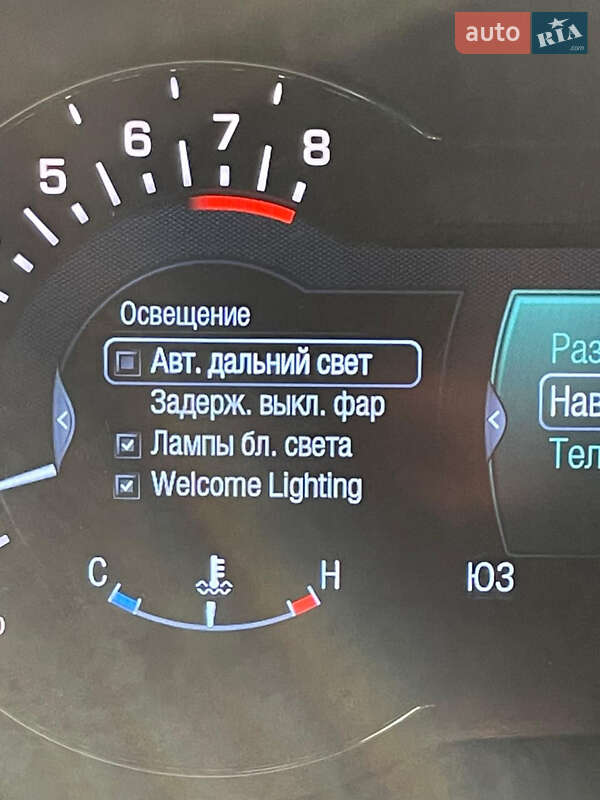 auto RIA .com
5 6 7 8
Освещение
Авт. дальний свет
Задерж. выкл. фар
Лампы бл. света
Welcome Lighting
Раз
Нав
Тел
C H
ЮЗ